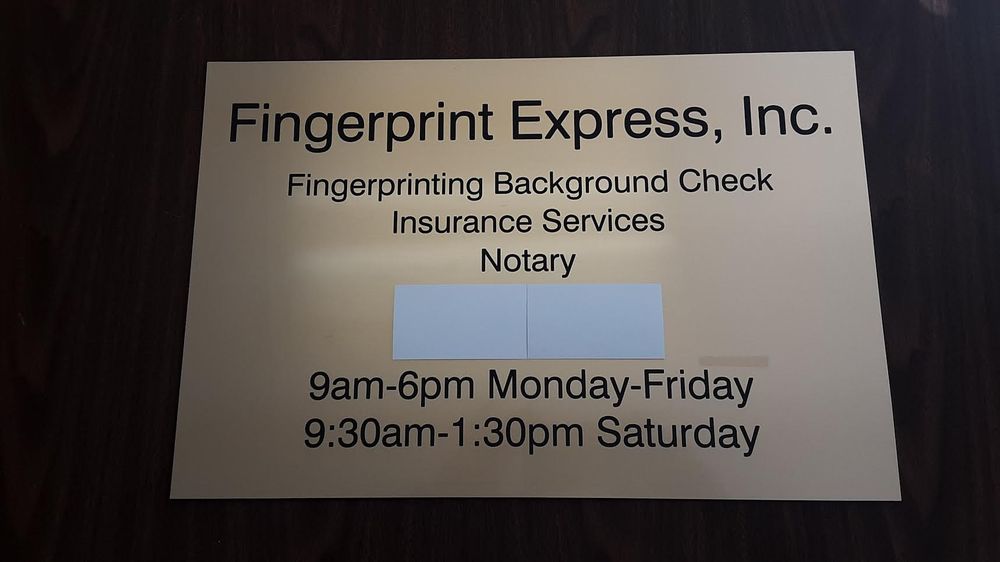 Fingerprint Express, Inc.
Fingerprinting Background Check
Insurance Services
Notary
9am-6pm Monday-Friday
9:30am-1:30pm Saturday